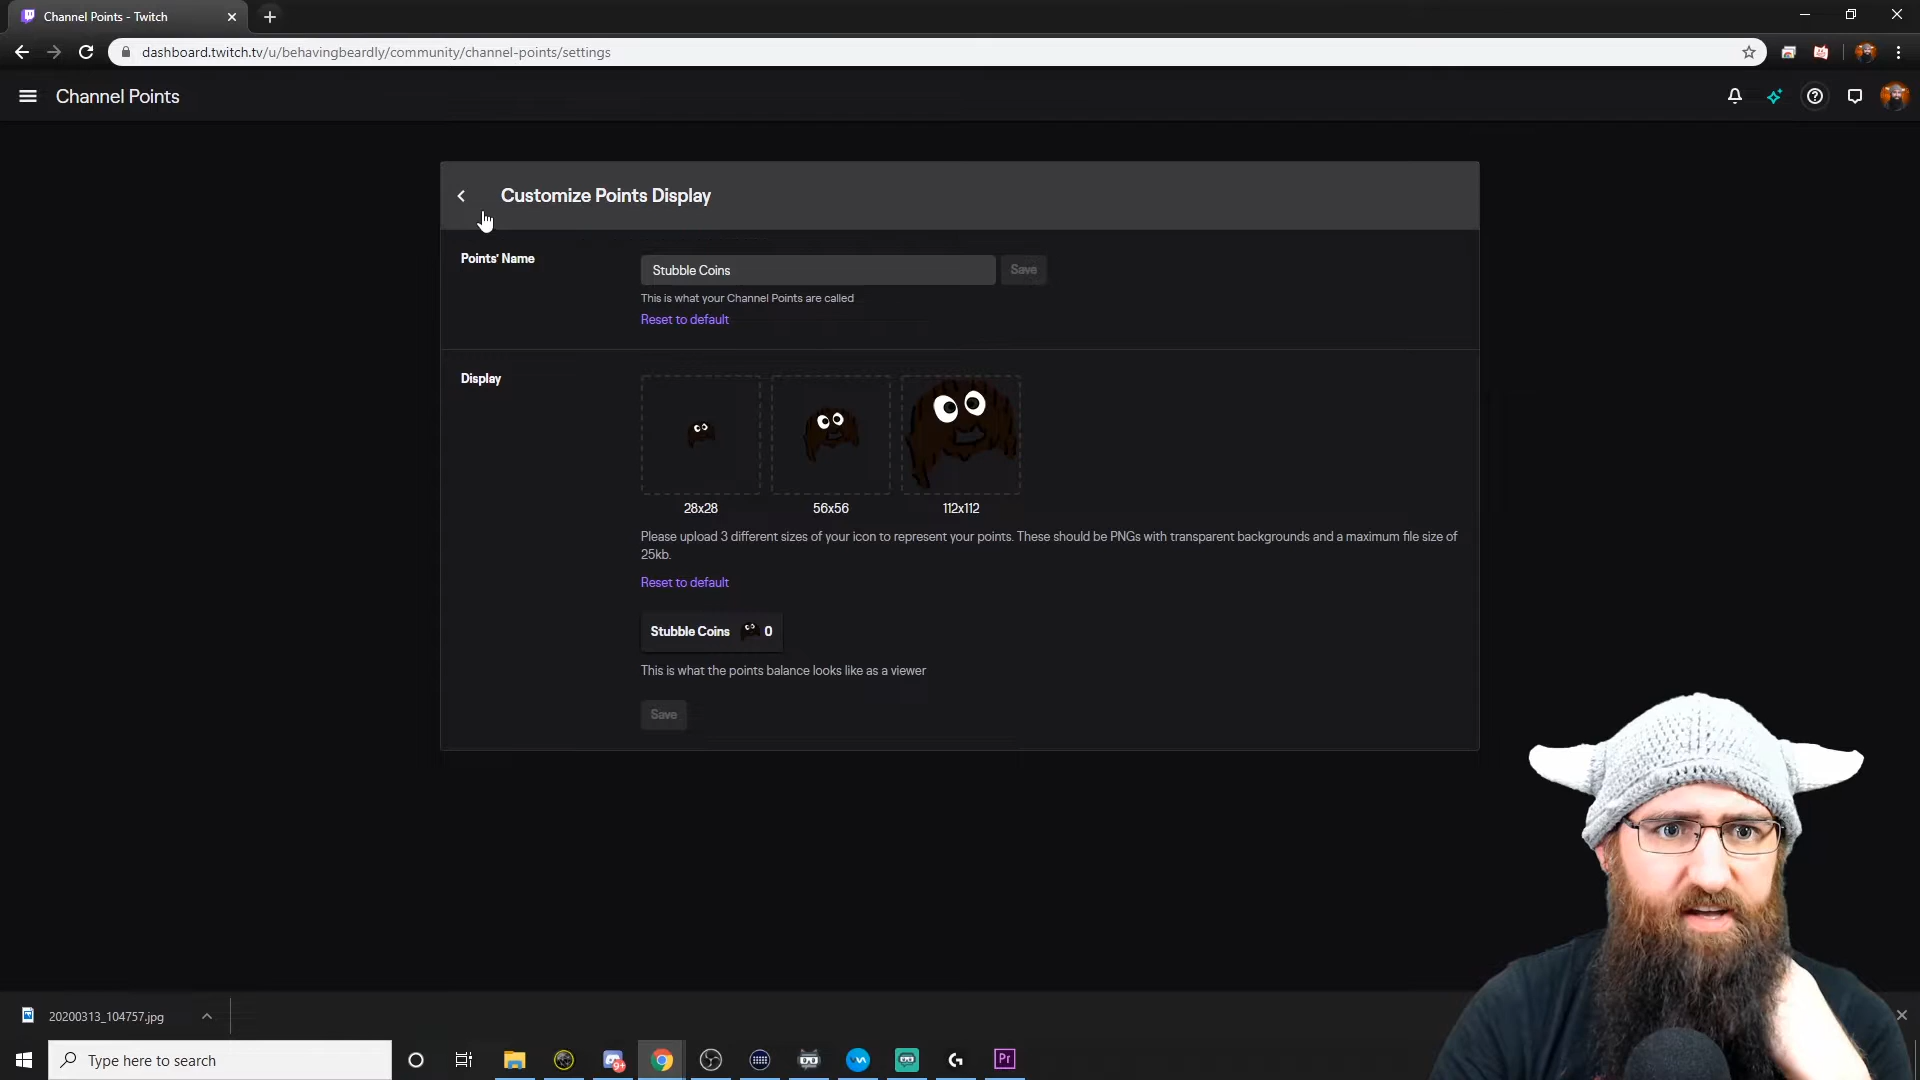 Channel Points - Twitch
dashboard.twitch.tv/u/behavingbeardly/community/channel-points/settings
Channel Points
Customize Points Display
Points' Name
Stubble Coins
Save
This is what your Channel Points are called
Reset to default
Display
28x28
56x56
112x112
Please upload 3 different sizes of your icon to represent your points. These should be PNGs with transparent backgrounds and a maximum file size of
25kb.
Reset to default
Stubble Coins 0
This is what the points balance looks like as a viewer
Save
20200313_104757.jpg
Type here to search
9+
Pr